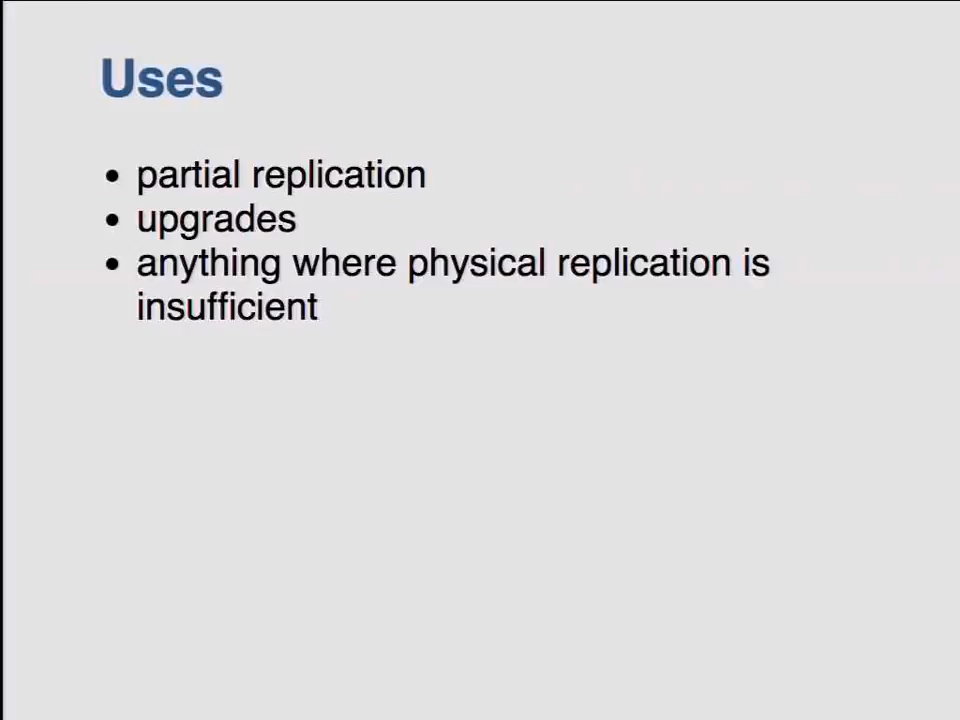 Uses
• partial replication
• upgrades
• anything where physical replication is
insufficient